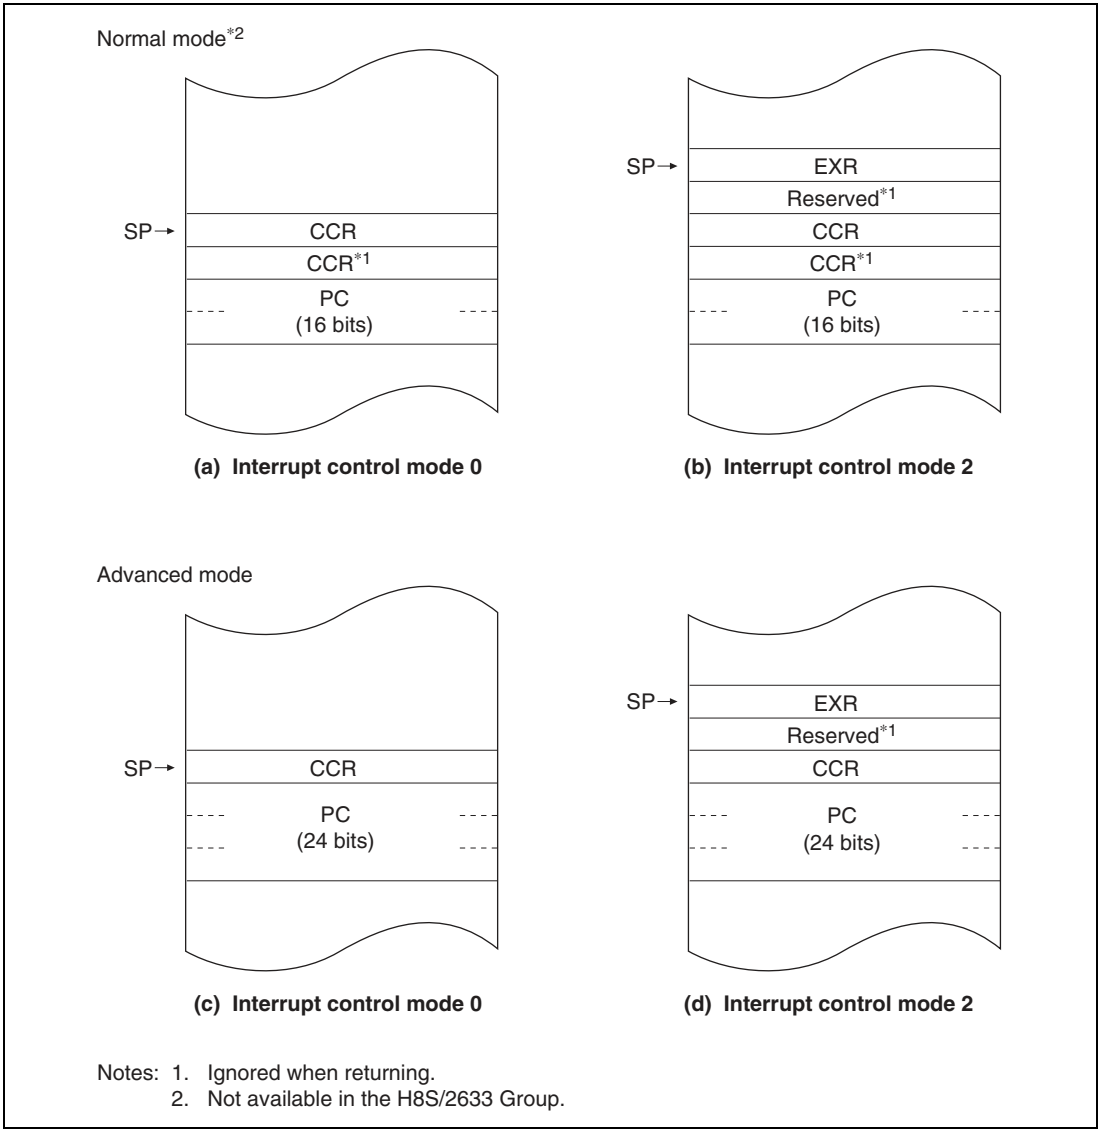 Normal mode*2
SP→ CCR
CCR*1
PC
(16 bits)
(a) Interrupt control mode 0
SP→ EXR
Reserved*1
CCR
CCR*1
PC
(16 bits)
(b) Interrupt control mode 2
Advanced mode
SP→ CCR
PC
(24 bits)
(c) Interrupt control mode 0
SP→ EXR
Reserved*1
CCR
PC
(24 bits)
(d) Interrupt control mode 2
Notes: 1. Ignored when returning.
2. Not available in the H8S/2633 Group.